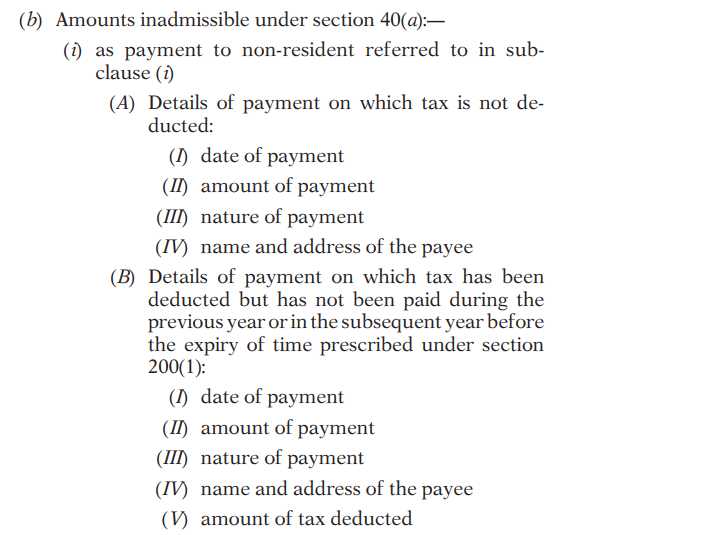 (b) Amounts inadmissible under section 40(a):—
(i) as payment to non-resident referred to in sub-
clause (i)
(A) Details of payment on which tax is not de-
ducted:
(I) date of payment
(II) amount of payment
(III) nature of payment
(IV) name and address of the payee
(B) Details of payment on which tax has been
deducted but has not been paid during the
previous year or in the subsequent year before
the expiry of time prescribed under section
200(1):
(I) date of payment
(II) amount of payment
(III) nature of payment
(IV) name and address of the payee
(V) amount of tax deducted